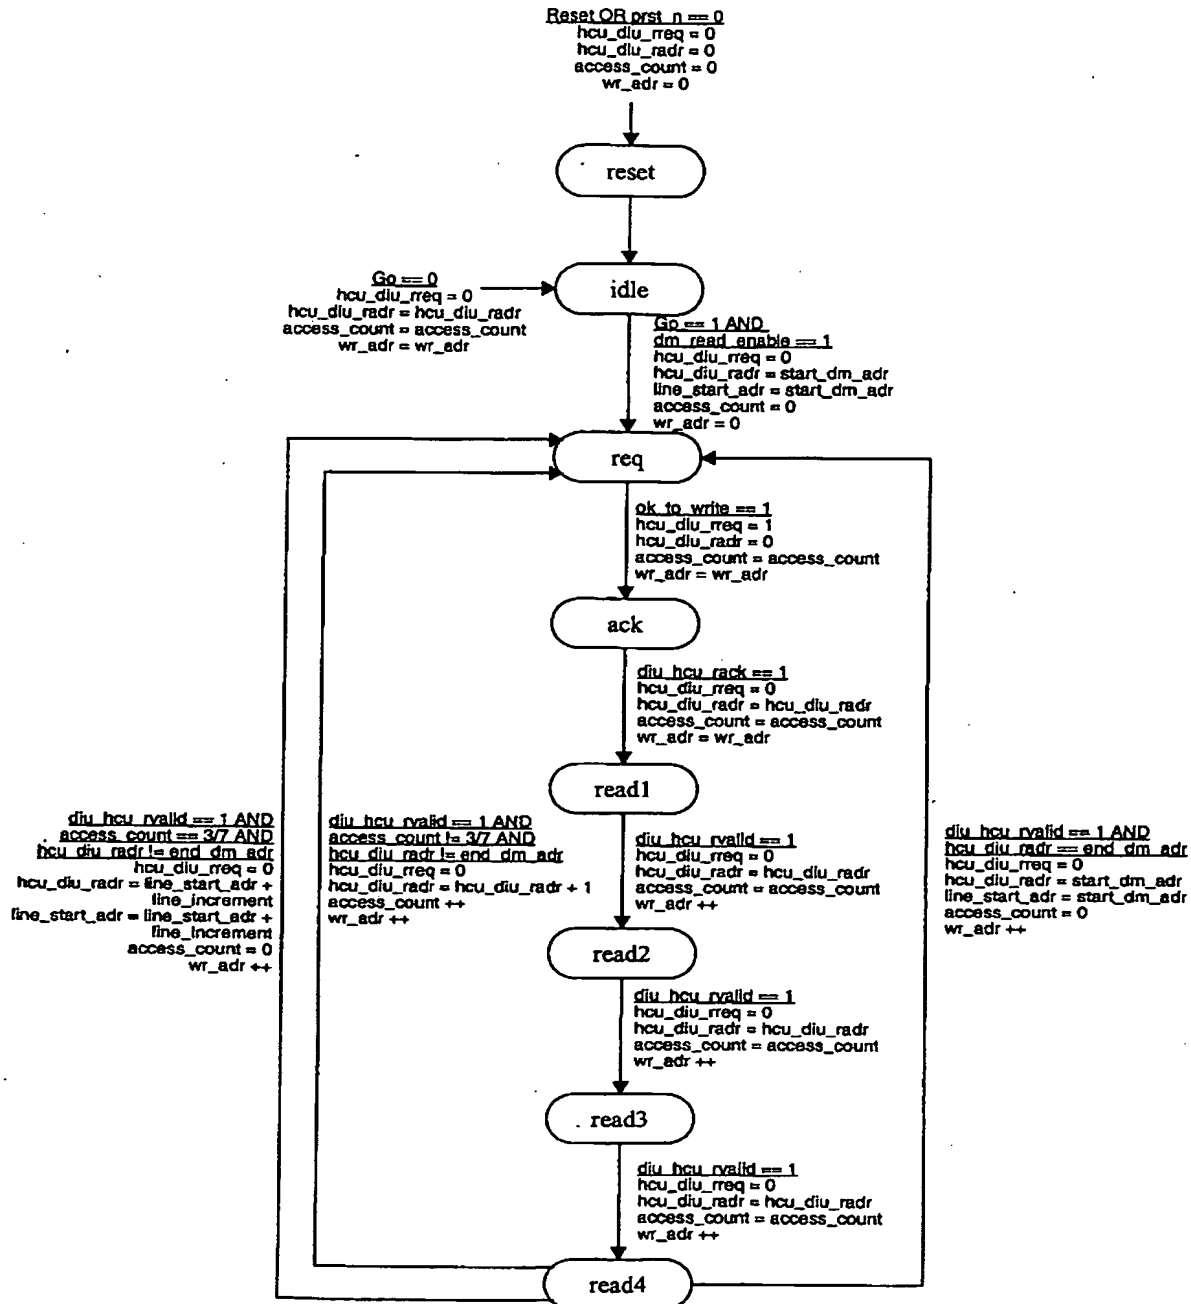 Reset OR prst_n == 0
hcu_diu_rreq = 0
hcu_diu_radr = 0
access_count = 0
wr_adr = 0
reset
idle
Go == 0
hcu_diu_rreq = 0
hcu_diu_radr = hcu_diu_radr
access_count = access_count
wr_adr = wr_adr
Go == 1 AND
dm_read_enable == 1
hcu_diu_rreq = 0
hcu_diu_radr = start_dm_adr
line_start_adr = start_dm_adr
access_count = 0
wr_adr = 0
req
ok_to_write == 1
hcu_diu_rreq = 1
hcu_diu_radr = 0
access_count = access_count
wr_adr = wr_adr
ack
diu_hcu_rack == 1
hcu_diu_rreq = 0
hcu_diu_radr = hcu_diu_radr
access_count = access_count
wr_adr = wr_adr
read1
diu_hcu_rvalid == 1 AND
access_count == 3/7 AND
hcu_diu_radr != end_dm_adr
hcu_diu_rreq = 0
hcu_diu_radr = line_start_adr +
line_increment
line_start_adr = line_start_adr +
line_increment
access_count = 0
wr_adr ++
diu_hcu_rvalid == 1 AND
access_count != 3/7 AND
hcu_diu_radr != end_dm_adr
hcu_diu_rreq = 0
hcu_diu_radr = hcu_diu_radr + 1
access_count ++
wr_adr ++
diu_hcu_rvalid == 1
hcu_diu_rreq = 0
hcu_diu_radr = hcu_diu_radr
access_count = access_count
wr_adr ++
diu_hcu_rvalid == 1 AND
hcu_diu_radr == end_dm_adr
hcu_diu_rreq = 0
hcu_diu_radr = start_dm_adr
line_start_adr = start_dm_adr
access_count = 0
wr_adr ++
read2
diu_hcu_rvalid == 1
hcu_diu_rreq = 0
hcu_diu_radr = hcu_diu_radr
access_count = access_count
wr_adr ++
read3
diu_hcu_rvalid == 1
hcu_diu_rreq = 0
hcu_diu_radr = hcu_diu_radr
access_count = access_count
wr_adr ++
read4